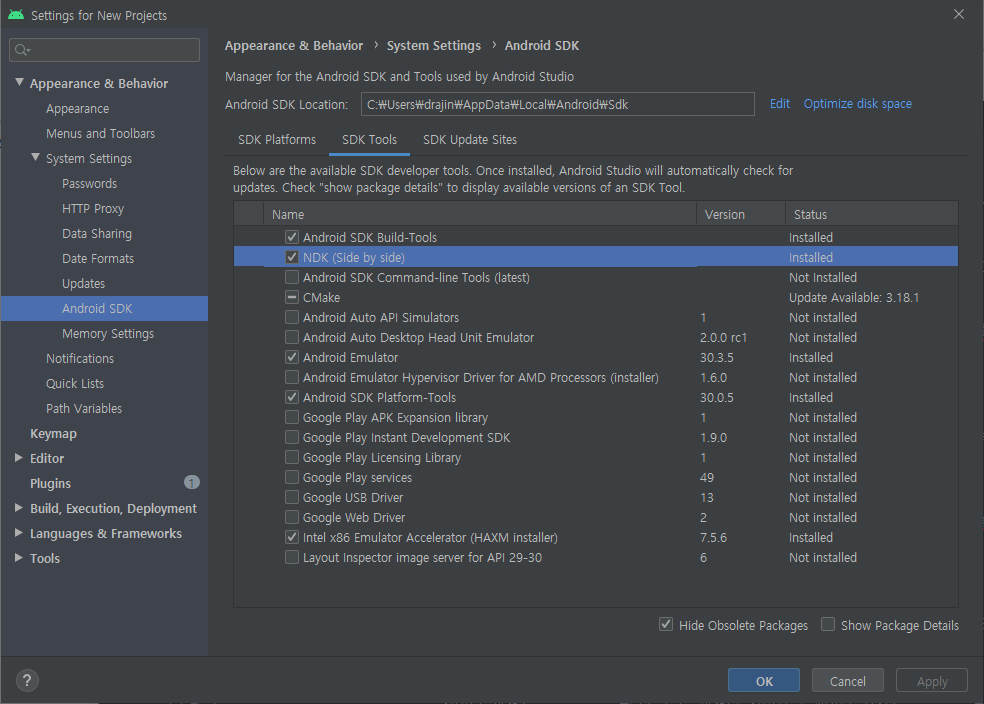 Settings for New Projects
Appearance & Behavior
Appearance
Menus and Toolbars
System Settings
Passwords
HTTP Proxy
Data Sharing
Date Formats
Updates
Android SDK
Memory Settings
Notifications
Quick Lists
Path Variables
Keymap
Editor
Plugins 1
Build, Execution, Deployment
Languages & Frameworks
Tools
Appearance & Behavior › System Settings › Android SDK
Manager for the Android SDK and Tools used by Android Studio
Android SDK Location: C:₩Users₩drajin₩AppData₩Local₩Android₩Sdk Edit Optimize disk space
SDK Platforms SDK Tools SDK Update Sites
Below are the available SDK developer tools. Once installed, Android Studio will automatically check for
updates. Check "show package details" to display available versions of an SDK Tool.
Name Version Status
Android SDK Build-Tools Installed
NDK (Side by side) Installed
Android SDK Command-line Tools (latest) Not Installed
CMake Update Available: 3.18.1
Android Auto API Simulators 1 Not installed
Android Auto Desktop Head Unit Emulator 2.0.0 rc1 Not installed
Android Emulator 30.3.5 Installed
Android Emulator Hypervisor Driver for AMD Processors (installer) 1.6.0 Not installed
Android SDK Platform-Tools 30.0.5 Installed
Google Play APK Expansion library 1 Not installed
Google Play Instant Development SDK 1.9.0 Not installed
Google Play Licensing Library 1 Not installed
Google Play services 49 Not installed
Google USB Driver 13 Not installed
Google Web Driver 2 Not installed
Intel x86 Emulator Accelerator (HAXM installer) 7.5.6 Installed
Layout Inspector image server for API 29-30 6 Not installed
Hide Obsolete Packages Show Package Details
? OK Cancel Apply